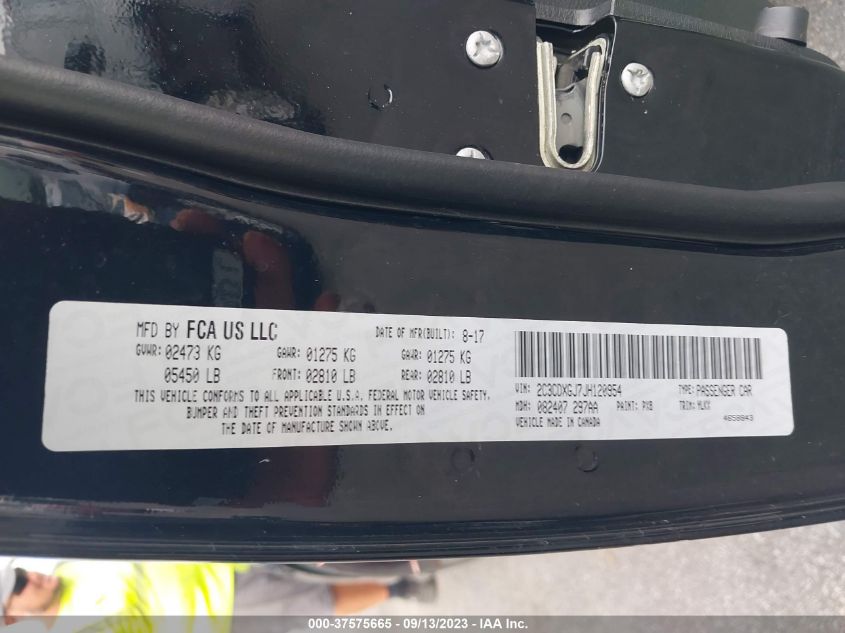 MFD BY FCA US LLC DATE OF MFR(BUILT): 8-17
GVWR: 02473 KG GAWR: 01275 KG GAWR: 01275 KG
05450 LB FRONT: 02810 LB REAR: 02810 LB
THIS VEHICLE CONFORMS TO ALL APPLICABLE U.S.A. FEDERAL MOTOR VEHICLE SAFETY,
BUMPER AND THEFT PREVENTION STANDARDS IN EFFECT ON
THE DATE OF MANUFACTURE SHOWN ABOVE.
VIN: 2C3CDXGJ7JH120954 TYPE: PASSENGER CAR
MDH: 082407 297AA PAINT: PX8 TRIM: MLXX
VEHICLE MADE IN CANADA 4658843
000-37575665 - 09/13/2023 - IAA Inc.